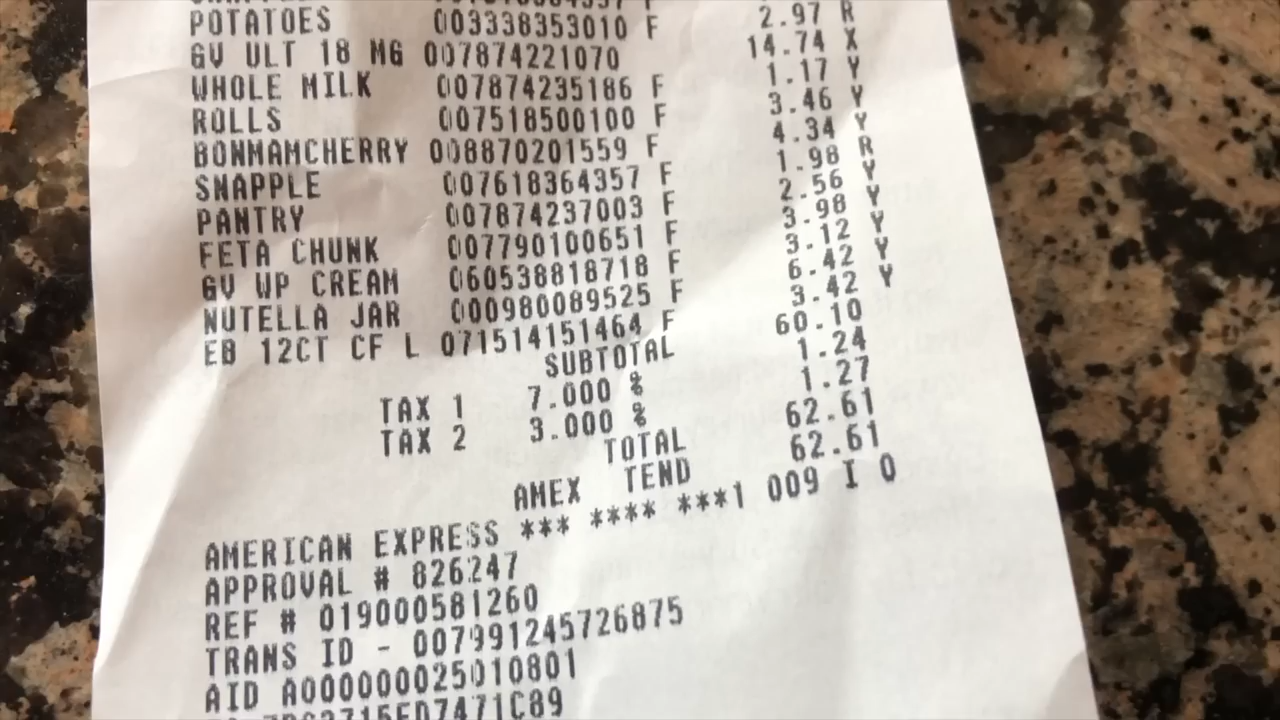 POTATOES 003338353010 F 2.97 R
GV ULT 18 MG 007874221070 14.74 X
WHOLE MILK 007874235186 F 1.17 Y
ROLLS 007518500100 F 3.46 Y
BONMAMCHERRY 008870201559 F 4.34 Y
SNAPPLE 007618364357 F 1.98 R
PANTRY 007874237003 F 2.56 Y
FETA CHUNK 007790100651 F 3.98 Y
GV WP CREAM 060538818718 F 3.12 Y
NUTELLA JAR 000980089525 F 6.42 Y
EB 12CT CF L 071514151464 F 3.42 Y
SUBTOTAL 60.10
TAX 1 7.000 % 1.24
TAX 2 3.000 % 1.27
TOTAL 62.61
AMEX TEND 62.61
AMERICAN EXPRESS *** **** ***1 009 I 0
APPROVAL # 826247
REF # 019000581260
TRANS ID - 007991245726875
AID A000000025010801